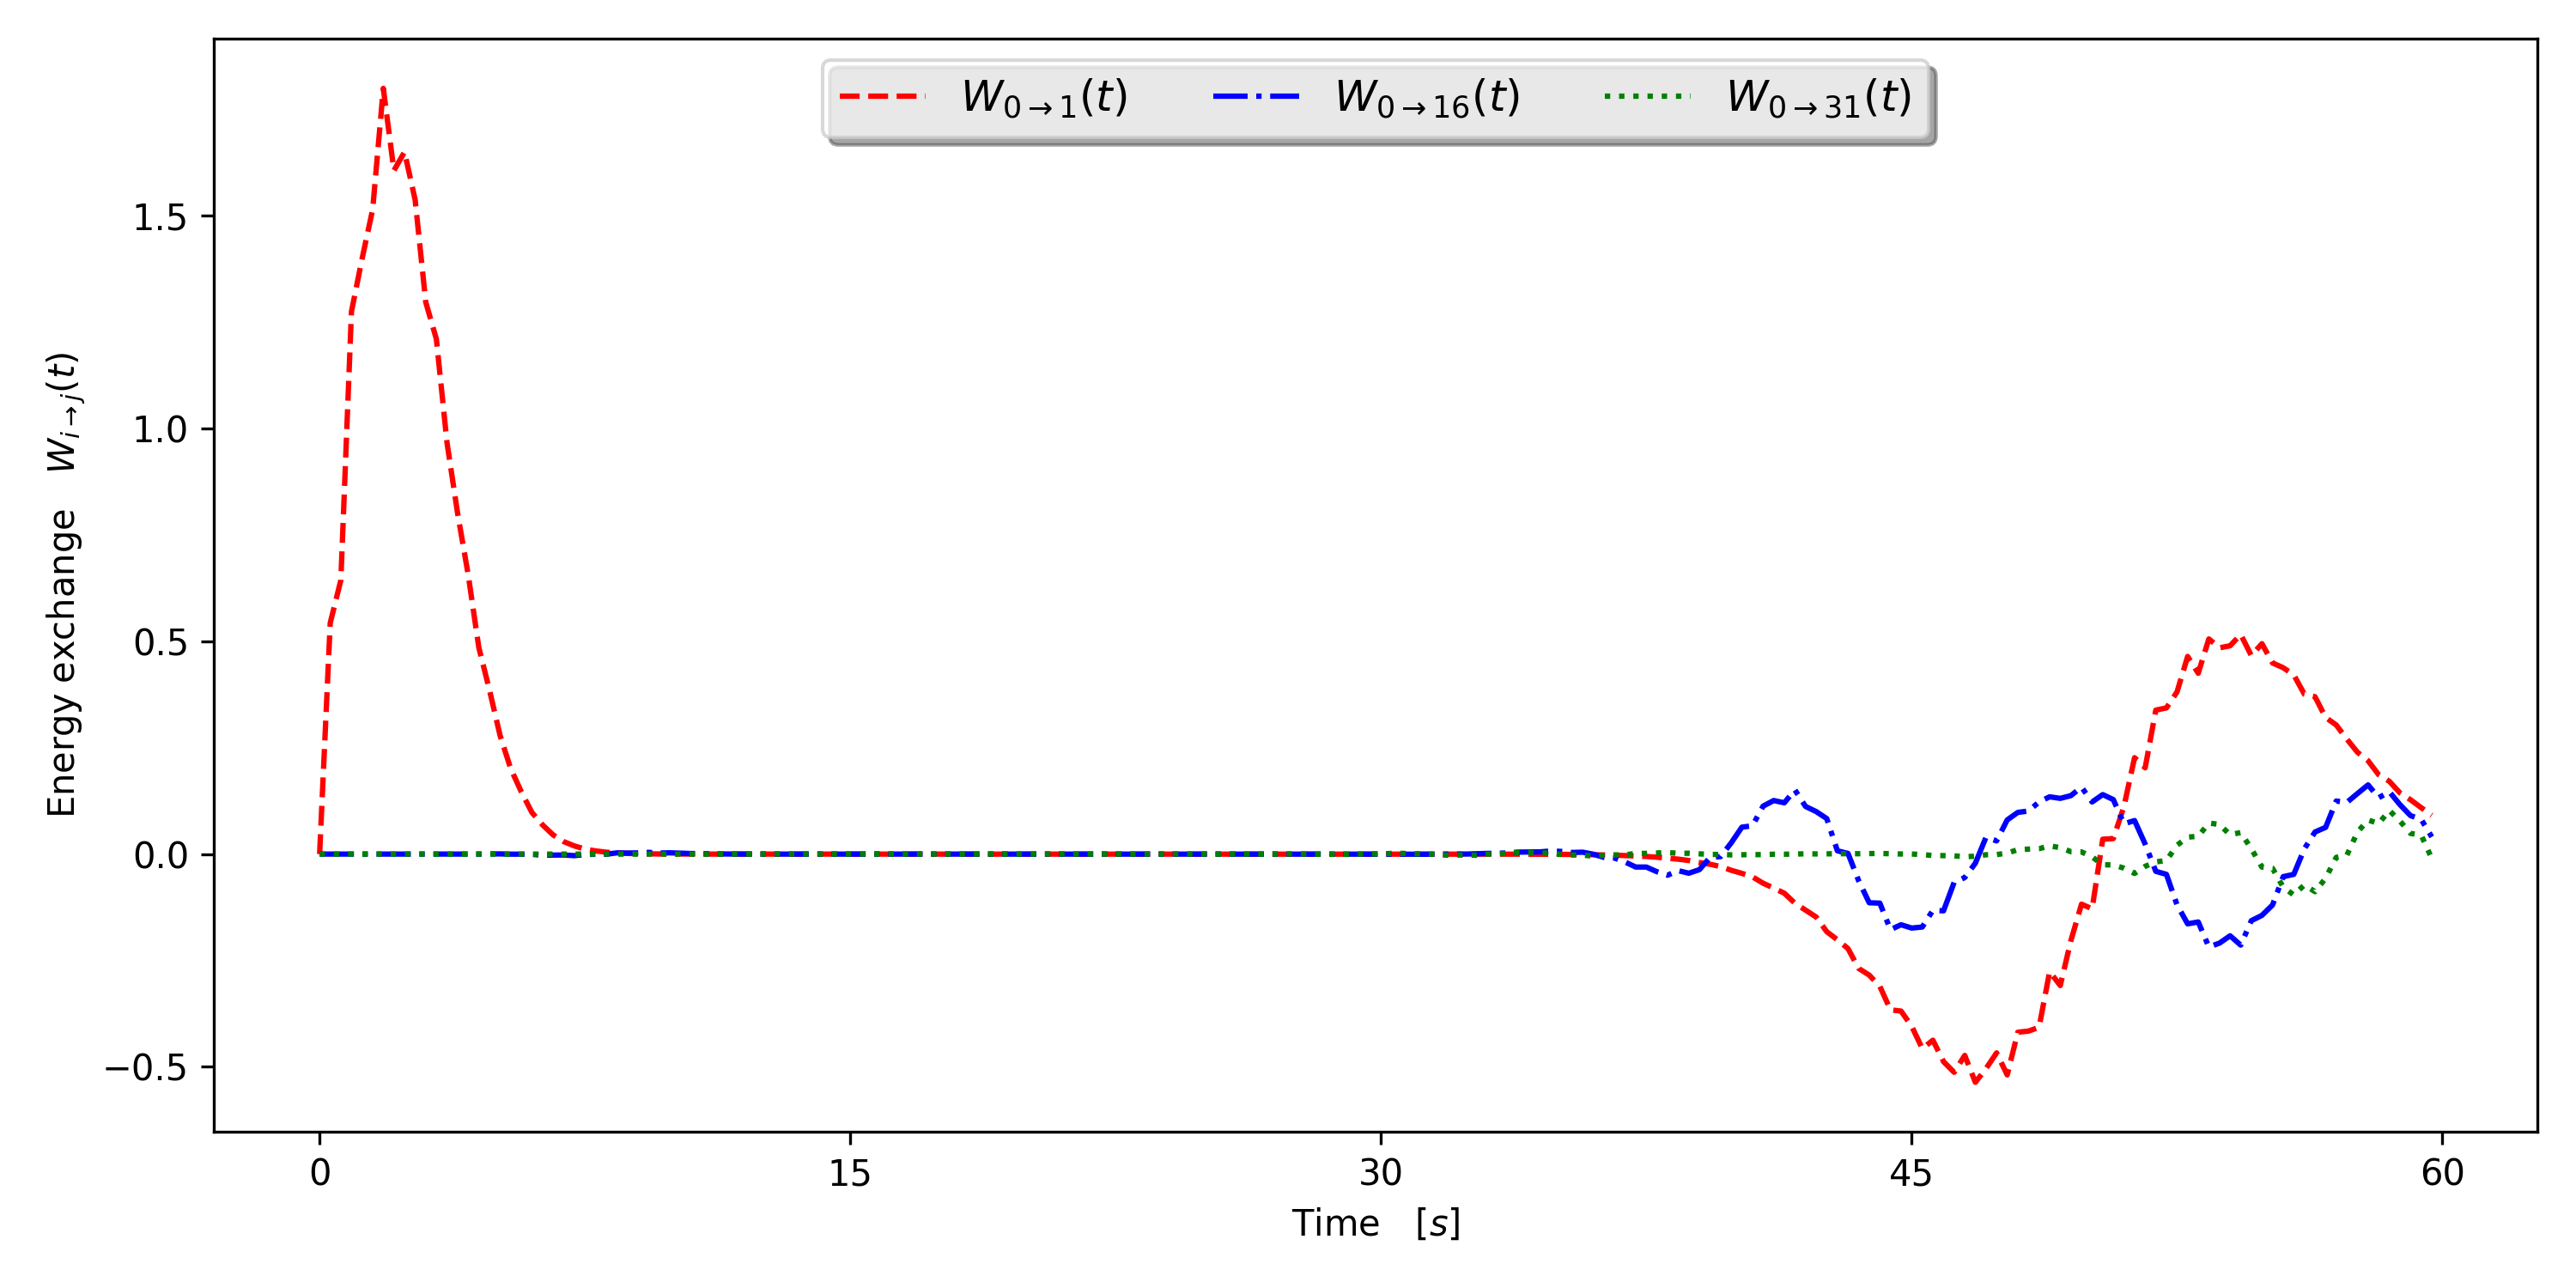 W₀→₁(t) W₀→₁₆(t) W₀→₃₁(t)
Energy exchange Wᵢ→ⱼ(t)
1.5
1.0
0.5
0.0
−0.5
0 15 30 45 60
Time [s]